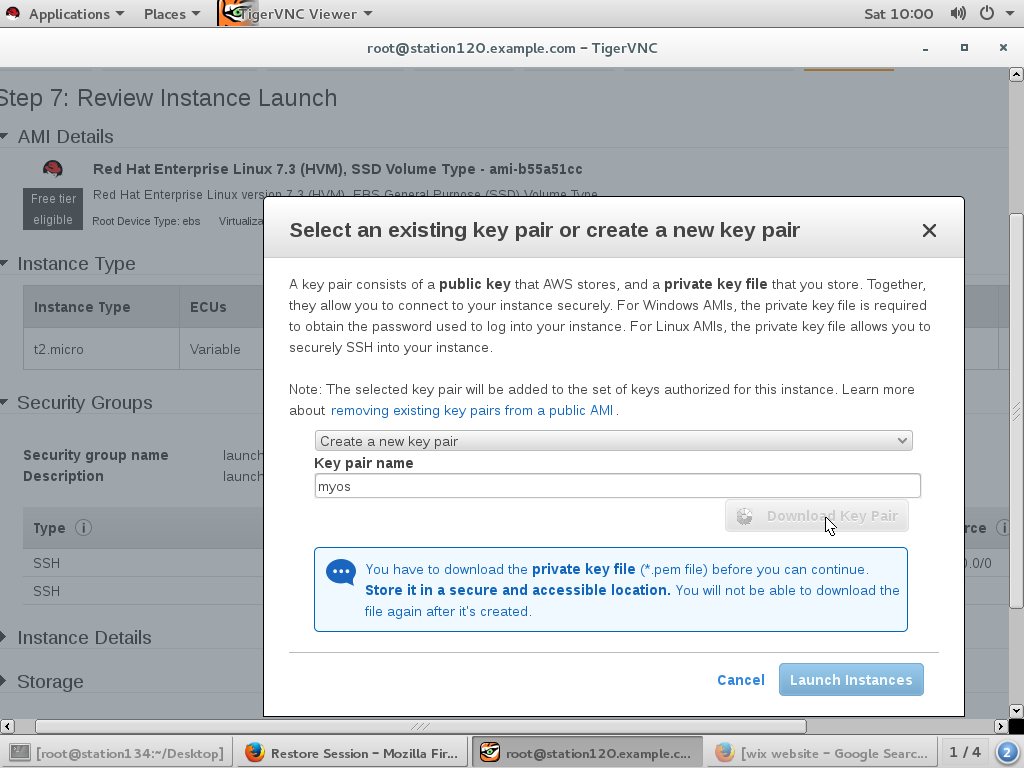 Applications Places TigerVNC Viewer Sat 10:00
root@station120.example.com – TigerVNC
Step 7: Review Instance Launch
AMI Details
Red Hat Enterprise Linux 7.3 (HVM), SSD Volume Type - ami-b55a51cc
Free tier eligible
Red Hat Enterprise Linux version 7.3 (HVM), EBS General Purpose (SSD) Volume Type
Root Device Type: ebs Virtualiza
Instance Type
Instance Type ECUs
t2.micro Variable
Security Groups
Security group name launch
Description launch
Type i rce i
SSH 0.0/0
SSH
Instance Details
Storage
Select an existing key pair or create a new key pair
A key pair consists of a public key that AWS stores, and a private key file that you store. Together,
they allow you to connect to your instance securely. For Windows AMIs, the private key file is required
to obtain the password used to log into your instance. For Linux AMIs, the private key file allows you to
securely SSH into your instance.
Note: The selected key pair will be added to the set of keys authorized for this instance. Learn more
about removing existing key pairs from a public AMI .
Create a new key pair
Key pair name
myos
Download Key Pair
You have to download the private key file (*.pem file) before you can continue.
Store it in a secure and accessible location. You will not be able to download the
file again after it's created.
Cancel Launch Instances
[root@station134:~/Desktop] Restore Session – Mozilla Fir... root@station120.example.c... [wix website – Google Searc... 1 / 4 2